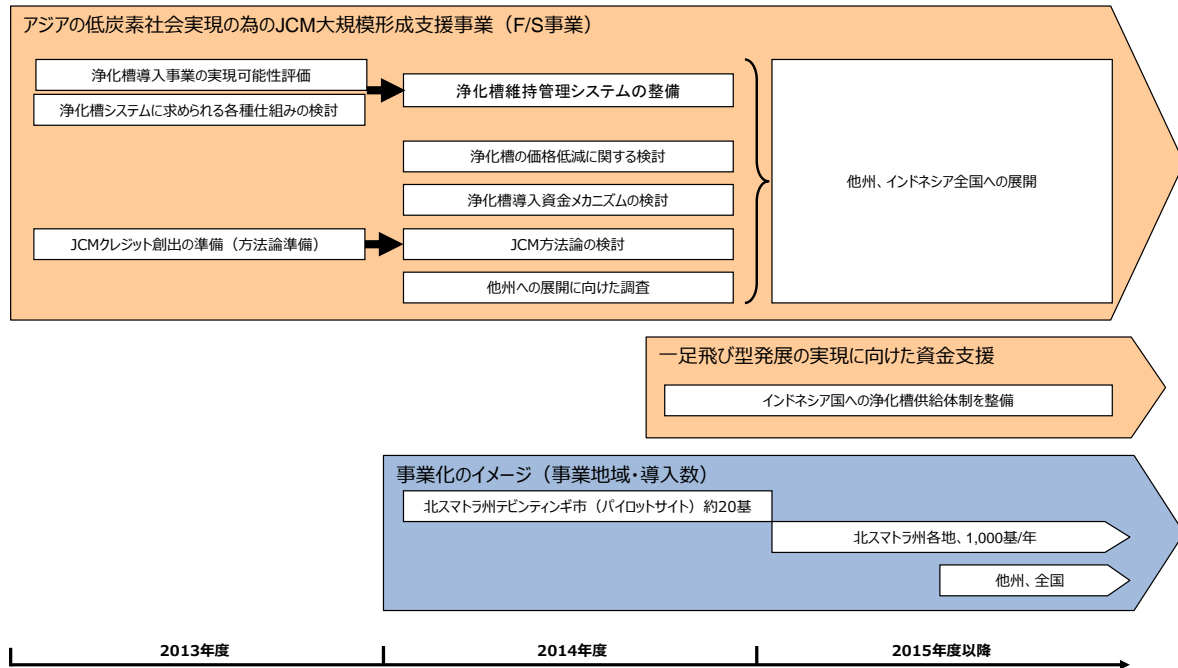 アジアの低炭素社会実現の為のJCM大規模形成支援事業（F/S事業）
浄化槽導入事業の実現可能性評価
浄化槽システムに求められる各種仕組みの検討
浄化槽維持管理システムの整備
浄化槽の価格低減に関する検討
浄化槽導入資金メカニズムの検討
JCMクレジット創出の準備（方法論準備）
JCM方法論の検討
他州への展開に向けた調査
他州、インドネシア全国への展開
一足飛び型発展の実現に向けた資金支援
インドネシア国への浄化槽供給体制を整備
事業化のイメージ（事業地域・導入数）
北スマトラ州テビンティンギ市（パイロットサイト）約20基
北スマトラ州各地、1,000基/年
他州、全国
2013年度
2014年度
2015年度以降